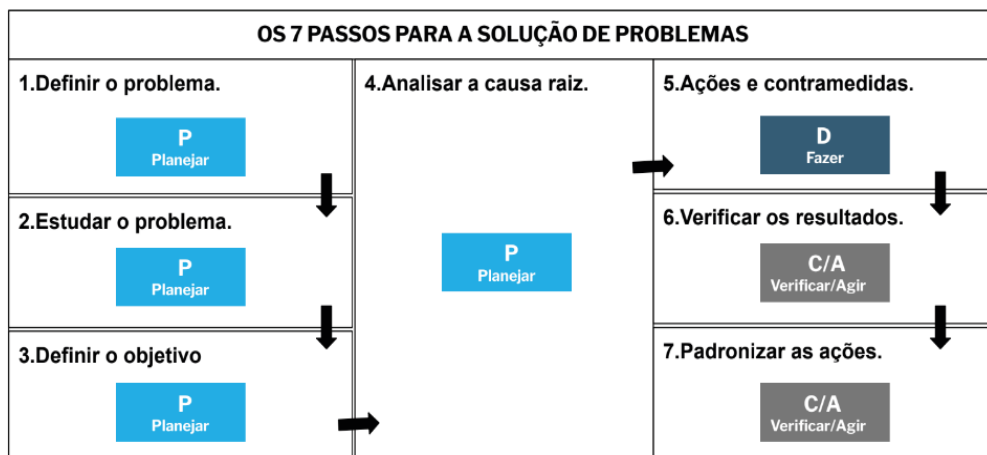 OS 7 PASSOS PARA A SOLUÇÃO DE PROBLEMAS
1.Definir o problema.
P
Planejar
2.Estudar o problema.
P
Planejar
3.Definir o objetivo
P
Planejar
4.Analisar a causa raiz.
P
Planejar
5.Ações e contramedidas.
D
Fazer
6.Verificar os resultados.
C/A
Verificar/Agir
7.Padronizar as ações.
C/A
Verificar/Agir